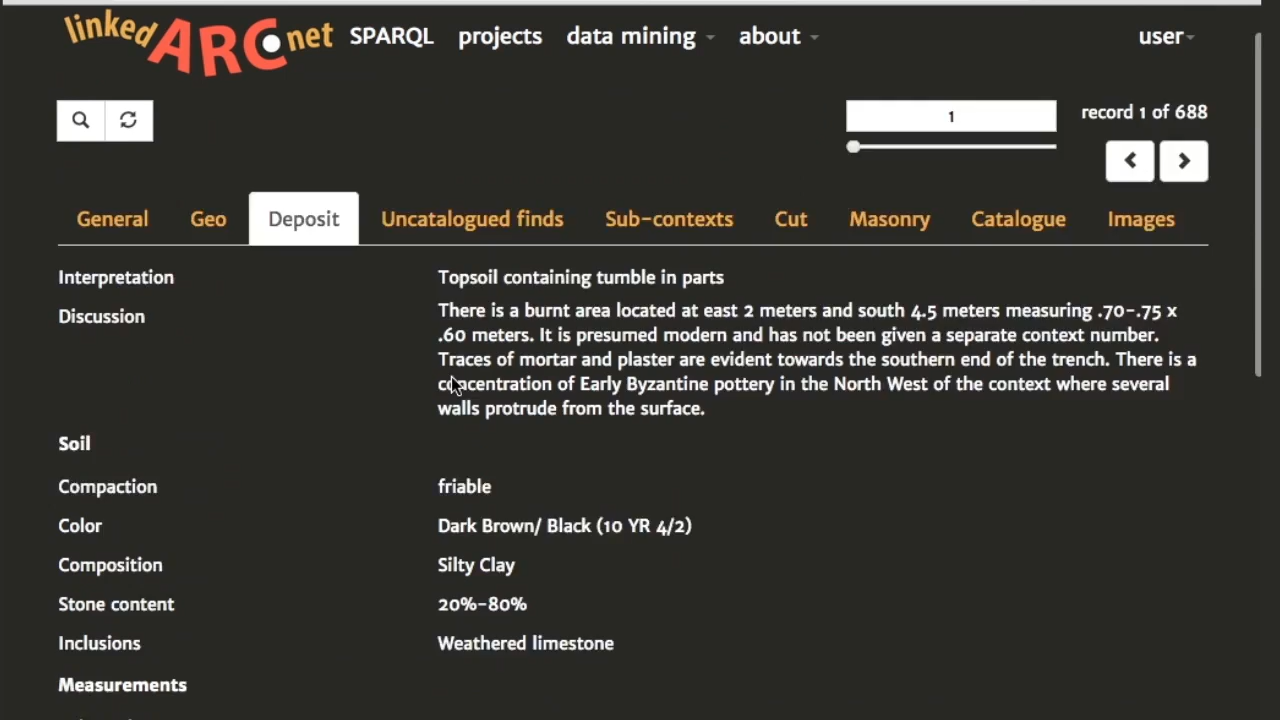 linkedARC.net SPARQL projects data mining about user
1 record 1 of 688
General Geo Deposit Uncatalogued finds Sub-contexts Cut Masonry Catalogue Images
Interpretation Topsoil containing tumble in parts
Discussion There is a burnt area located at east 2 meters and south 4.5 meters measuring .70-.75 x
.60 meters. It is presumed modern and has not been given a separate context number.
Traces of mortar and plaster are evident towards the southern end of the trench. There is a
concentration of Early Byzantine pottery in the North West of the context where several
walls protrude from the surface.
Soil
Compaction friable
Color Dark Brown/ Black (10 YR 4/2)
Composition Silty Clay
Stone content 20%-80%
Inclusions Weathered limestone
Measurements